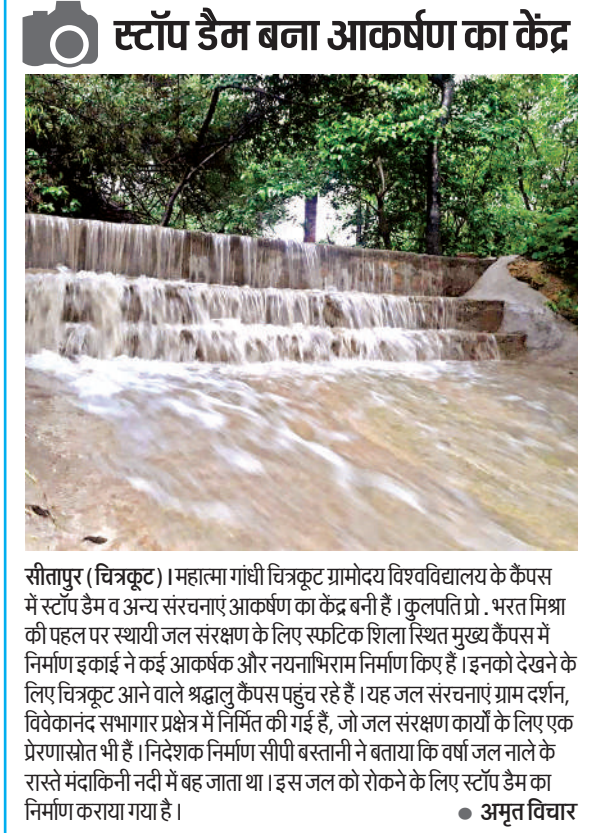 स्टॉप डैम बना आकर्षण का केंद्र
सीतापुर (चित्रकूट)। महात्मा गांधी चित्रकूट ग्रामोदय विश्वविद्यालय के कैंपस
में स्टॉप डैम व अन्य संरचनाएं आकर्षण का केंद्र बनी हैं। कुलपति प्रो. भरत मिश्रा
की पहल पर स्थायी जल संरक्षण के लिए स्फटिक शिला स्थित मुख्य कैंपस में
निर्माण इकाई ने कई आकर्षक और नयनाभिराम निर्माण किए हैं। इनको देखने के
लिए चित्रकूट आने वाले श्रद्धालु कैंपस पहुंच रहे हैं। यह जल संरचनाएं ग्राम दर्शन,
विवेकानंद सभागार प्रक्षेत्र में निर्मित की गई हैं, जो जल संरक्षण कार्यों के लिए एक
प्रेरणास्रोत भी हैं। निदेशक निर्माण सीपी बस्तानी ने बताया कि वर्षा जल नाले के
रास्ते मंदाकिनी नदी में बह जाता था। इस जल को रोकने के लिए स्टॉप डैम का
निर्माण कराया गया है। ● अमृत विचार